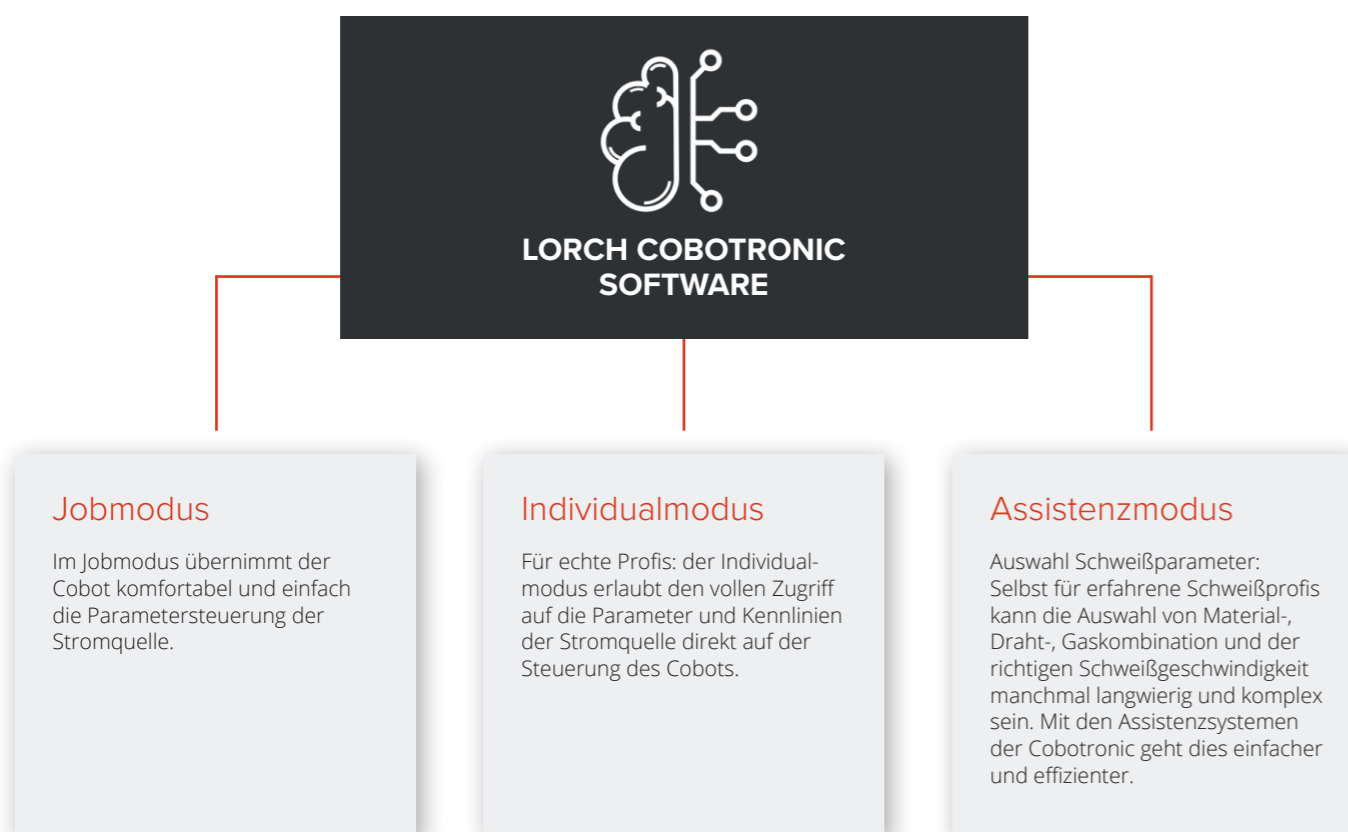 LORCH COBOTRONIC
SOFTWARE
Jobmodus
Im Jobmodus übernimmt der
Cobot komfortabel und einfach
die Parametersteuerung der
Stromquelle.
Individualmodus
Für echte Profis: der Individual-
modus erlaubt den vollen Zugriff
auf die Parameter und Kennlinien
der Stromquelle direkt auf der
Steuerung des Cobots.
Assistenzmodus
Auswahl Schweißparameter:
Selbst für erfahrene Schweißprofis
kann die Auswahl von Material-,
Draht-, Gaskombination und der
richtigen Schweißgeschwindigkeit
manchmal langwierig und komplex
sein. Mit den Assistenzsystemen
der Cobotronic geht dies einfacher
und effizienter.